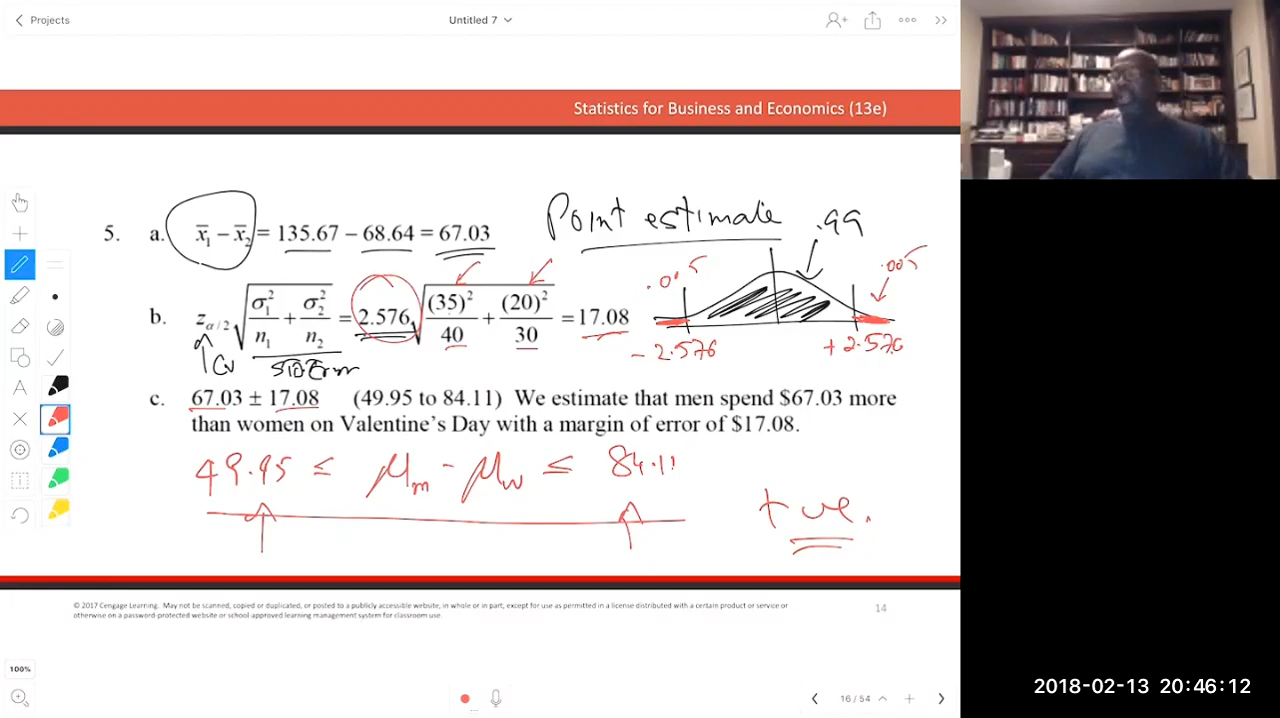 Projects
Untitled 7
Statistics for Business and Economics (13e)
Point estimate
.99
5. a. x̄₁ − x̄₂ = 135.67 − 68.64 = 67.03
.005
.005
b. z_{α/2} √(σ₁²/n₁ + σ₂²/n₂) = 2.576 √((35)²/40 + (20)²/30) = 17.08
− 2.576
+ 2.576
STD Error
c. 67.03 ± 17.08 (49.95 to 84.11) We estimate that men spend $67.03 more
than women on Valentine's Day with a margin of error of $17.08.
49.95 ≤ μm − μw ≤ 84.11
+ ve.
© 2017 Cengage Learning. May not be scanned, copied or duplicated, or posted to a publicly accessible website, in whole or in part, except for use as permitted in a license distributed with a certain product or service or
otherwise on a password-protected website or school-approved learning management system for classroom use.
14
100%
16 / 54
2018-02-13 20:46:12